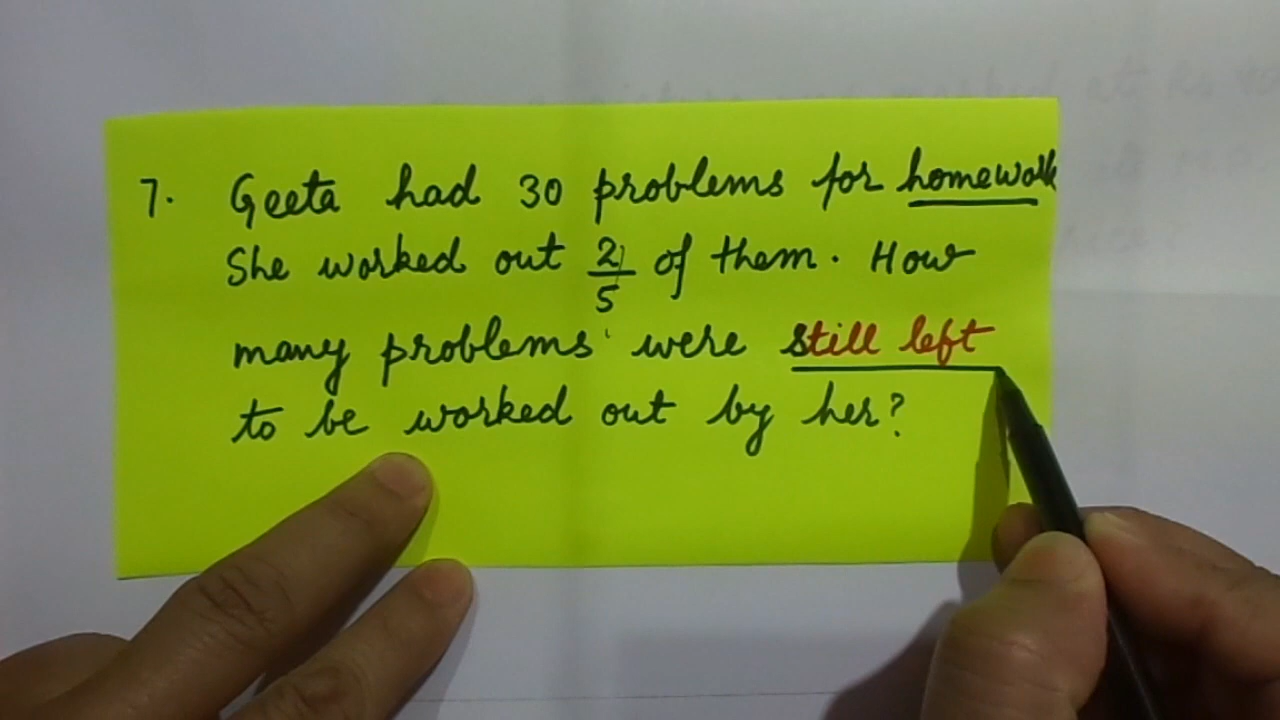 7. Geeta had 30 problems for homework
She worked out 2/5 of them. How
many problems were still left
to be worked out by her?